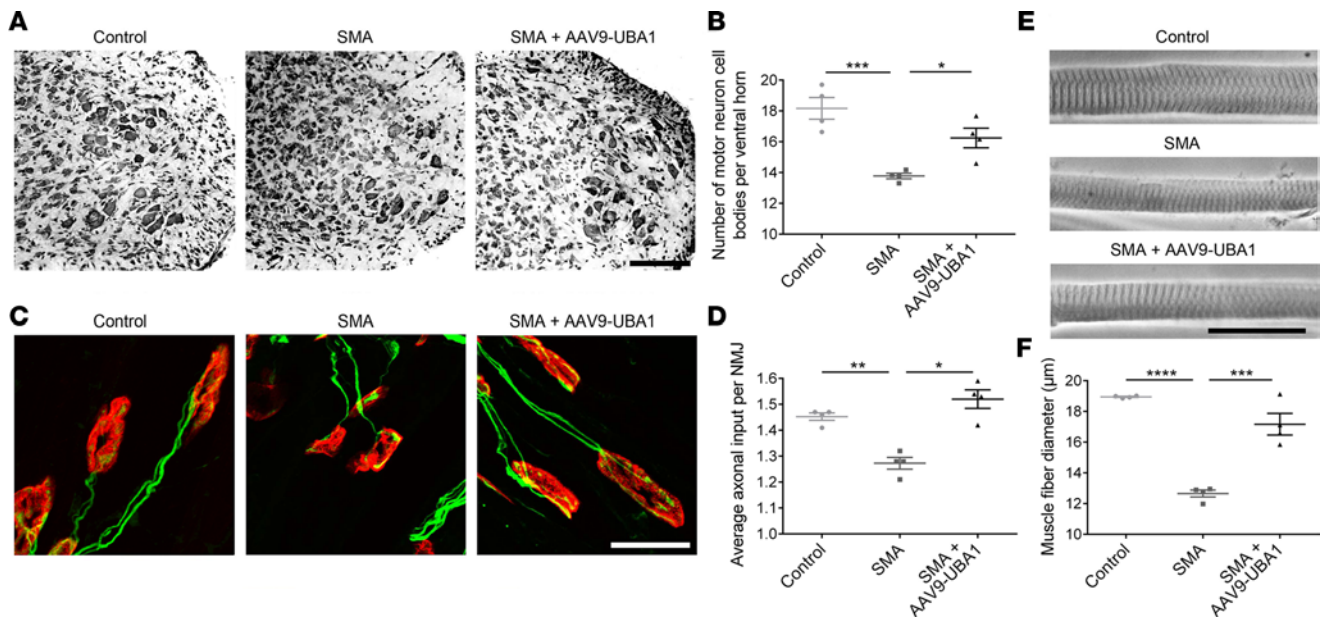 A
Control
SMA
SMA + AAV9-UBA1
B
Number of motor neuron cell
bodies per ventral horn
20
18
16
14
12
10
***
*
Control
SMA
SMA +
AAV9-UBA1
C
Control
SMA
SMA + AAV9-UBA1
D
Average axonal input per NMJ
1.6
1.5
1.4
1.3
1.2
1.1
1.0
**
*
Control
SMA
SMA +
AAV9-UBA1
E
Control
SMA
SMA + AAV9-UBA1
F
Muscle fiber diameter (µm)
20
18
16
14
12
10
****
***
Control
SMA
SMA +
AAV9-UBA1